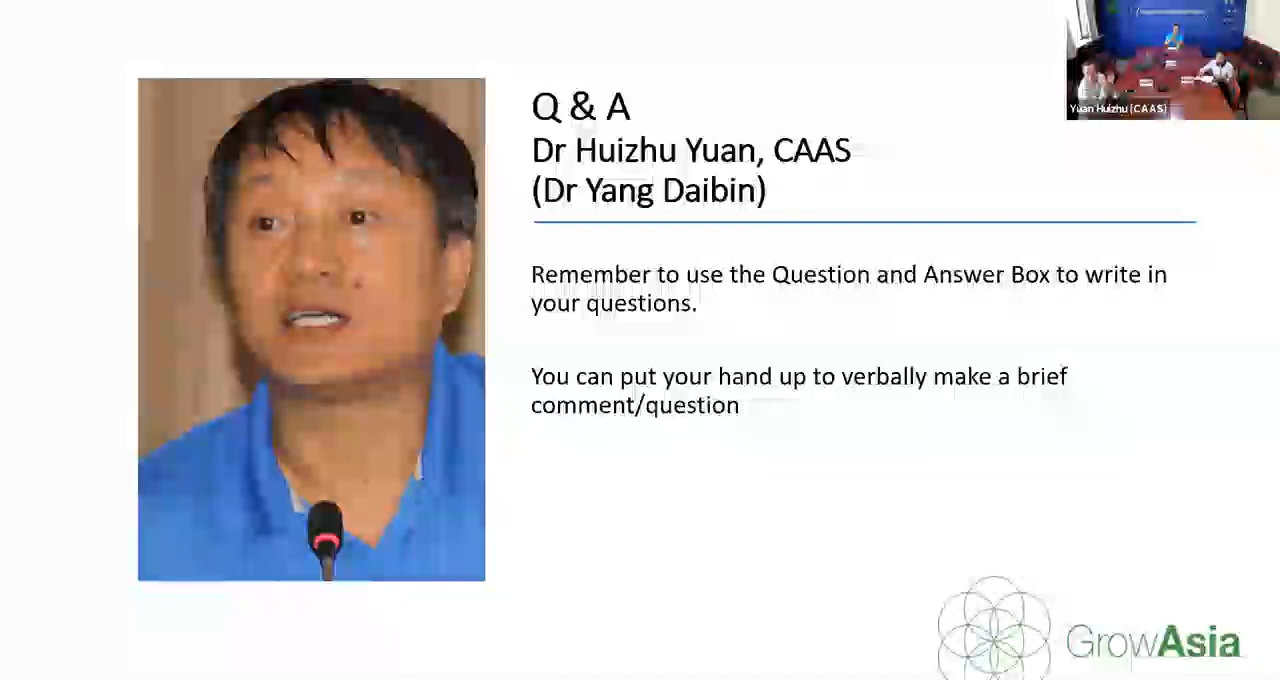 Q & A
Dr Huizhu Yuan, CAAS
(Dr Yang Daibin)
Remember to use the Question and Answer Box to write in
your questions.
You can put your hand up to verbally make a brief
comment/question
Yuan Huizhu (CAAS)
GrowAsia